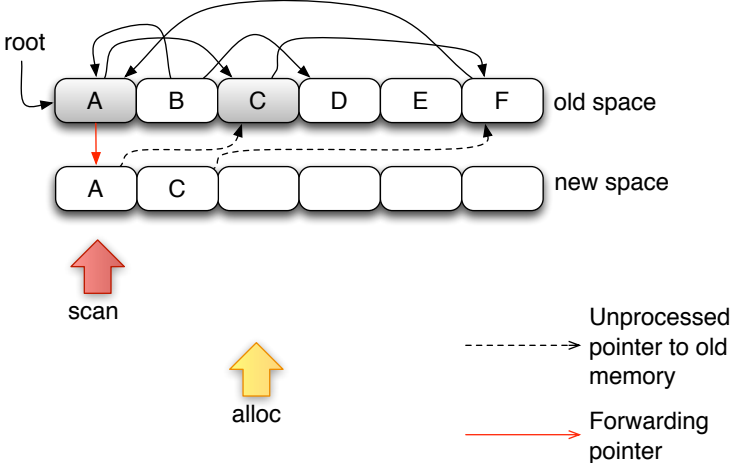 root
A B C D E F old space
A C new space
scan
alloc
Unprocessed
pointer to old
memory
Forwarding
pointer